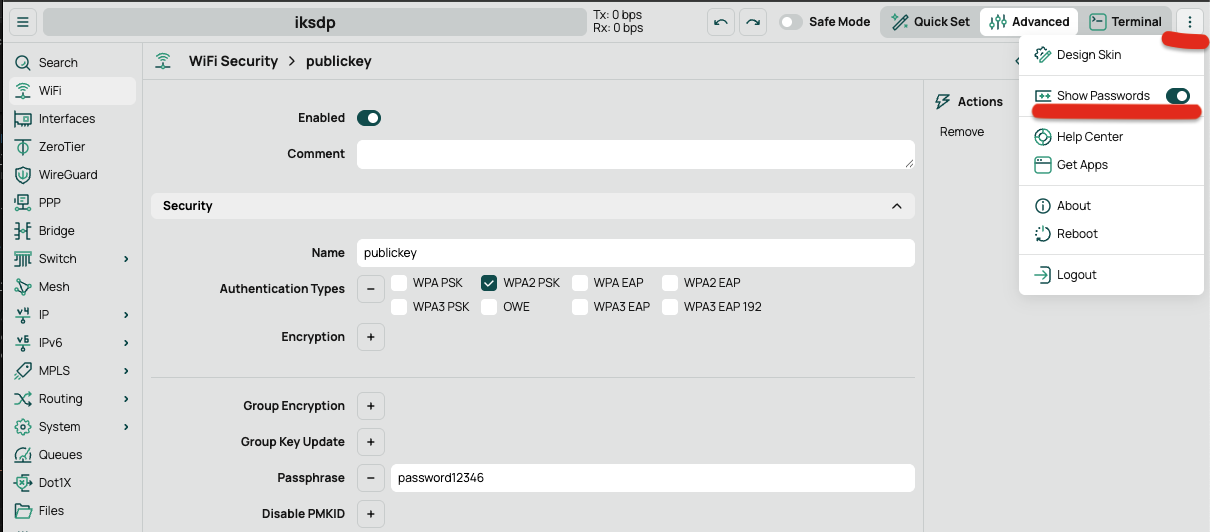 iksdp
Tx: 0 bps
Rx: 0 bps
Safe Mode
Quick Set
Advanced
Terminal
Search
WiFi
Interfaces
ZeroTier
WireGuard
PPP
Bridge
Switch
Mesh
IP
IPv6
MPLS
Routing
System
Queues
Dot1X
Files
WiFi Security > publickey
Enabled
Comment
Security
Name publickey
Authentication Types − WPA PSK WPA2 PSK WPA EAP WPA2 EAP
WPA3 PSK OWE WPA3 EAP WPA3 EAP 192
Encryption +
Group Encryption +
Group Key Update +
Passphrase − password12346
Disable PMKID +
Actions
Remove
Design Skin
Show Passwords
Help Center
Get Apps
About
Reboot
Logout